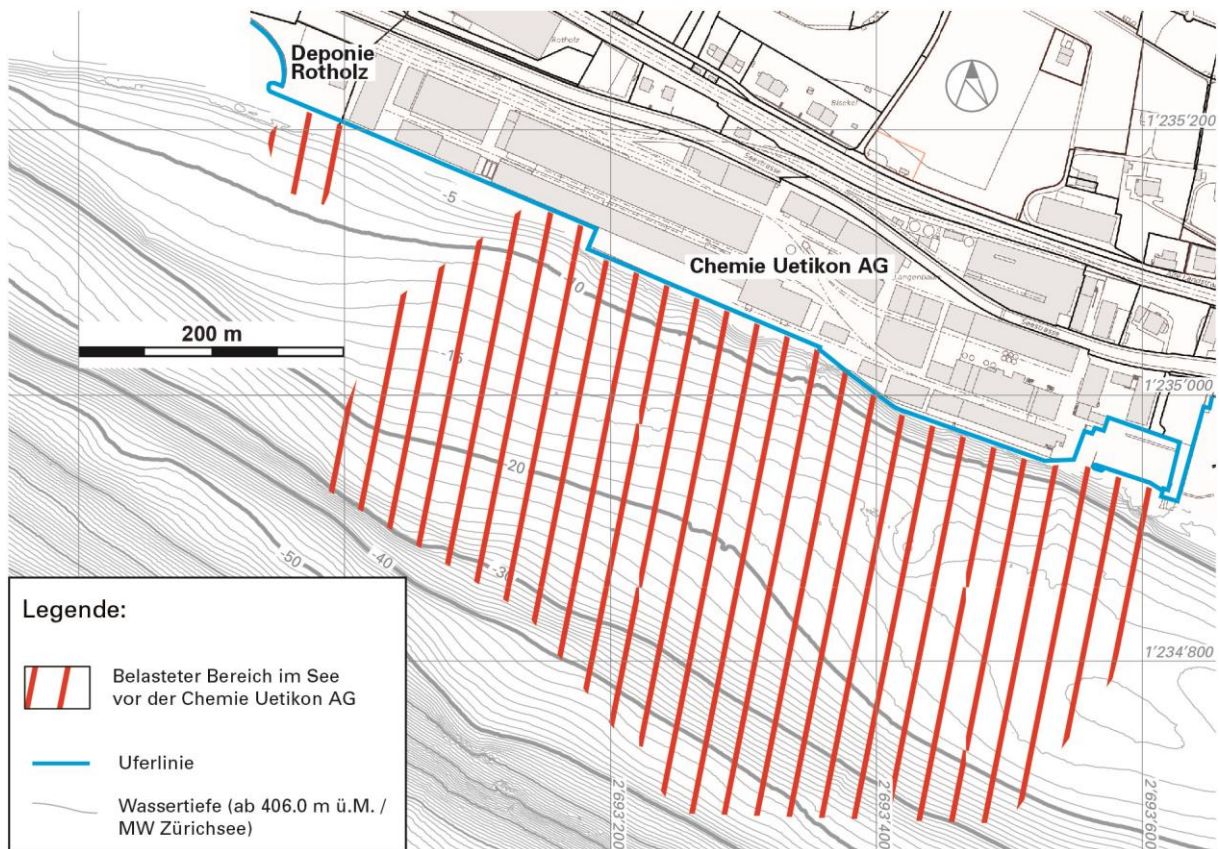 Deponie
Rotholz
Rotholz
Bischof
Seestrasse
1'235'200
-5
Chemie Uetikon AG
Langenbaum
Seestrasse
10
200 m
-15
1'235'000
-20
-30
-40
-50
1'234'800
2'693'200
2'693'400
2'693'600
Legende:
Belasteter Bereich im See
vor der Chemie Uetikon AG
Uferlinie
Wassertiefe (ab 406.0 m ü.M. /
MW Zürichsee)